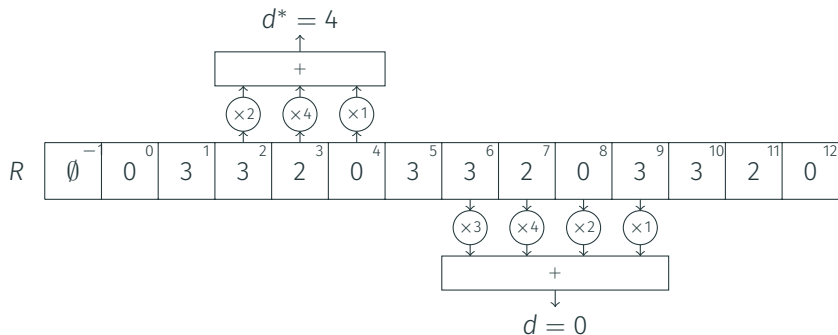 d* = 4
+
×2 ×4 ×1
−1 0 1 2 3 4 5 6 7 8 9 10 11 12
R ∅ 0 3 3 2 0 3 3 2 0 3 3 2 0
×3 ×4 ×2 ×1
+
d = 0